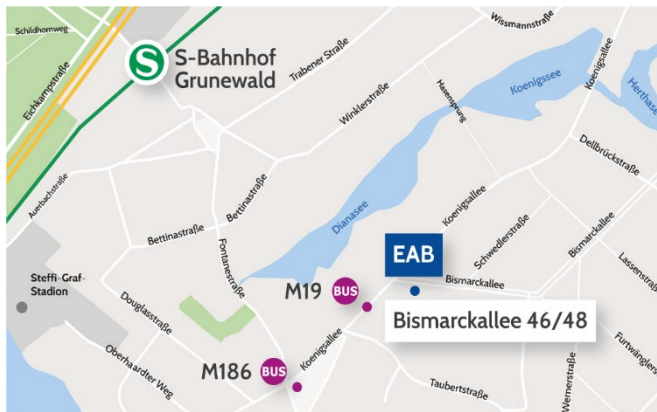 Schildhornweg
Eichkampstraße
S
S-Bahnhof
Grunewald
Trabener Straße
Wissmannstraße
Koenigsallee
Winklerstraße
Hasensprung
Koenigssee
Herthasee
Dellbrückstraße
Auerbachstraße
Bettinastraße
Bettinastraße
Fontanestraße
Dianasee
Koenigsallee
Schwedlerstraße
Bismarckallee
Lassenstraße
Steffi-Graf-
Stadion
EAB
Bismarckallee
M19
BUS
Bismarckallee 46/48
Douglasstraße
Oberhaardter Weg
M186
BUS
Koenigsallee
Taubertstraße
Wernerstraße
Furtwänglers